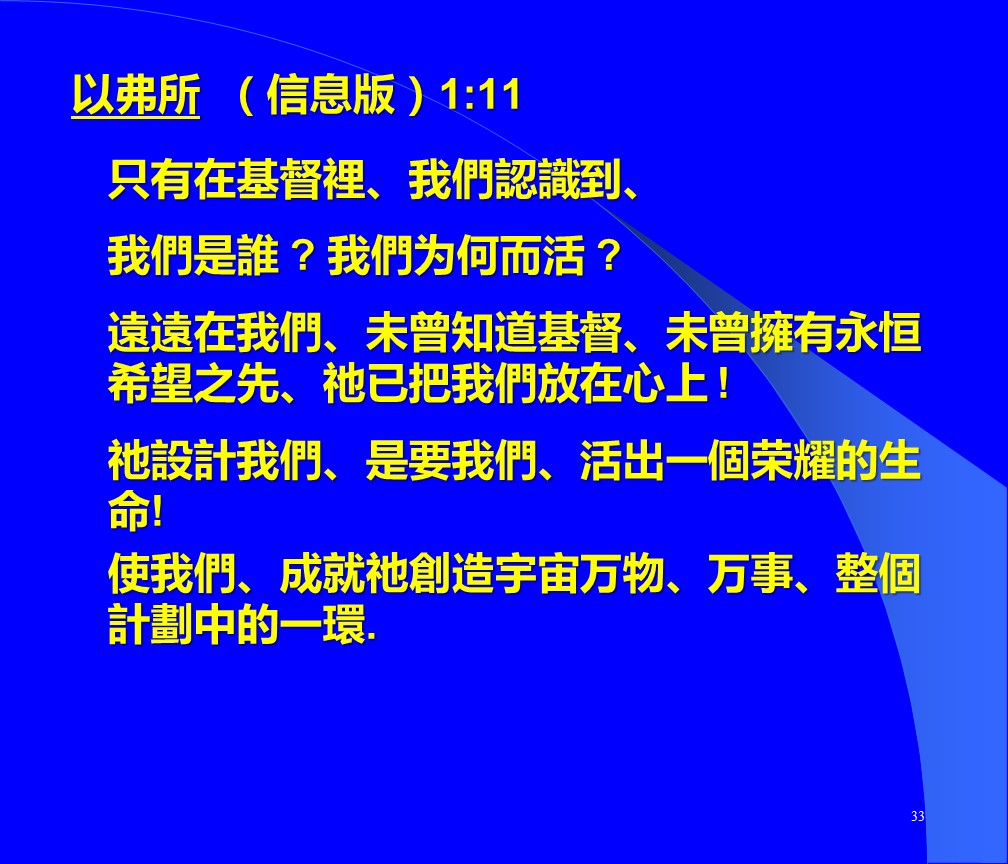 以弗所 （信息版）1:11
只有在基督裡、我們認識到、
我們是誰？我們为何而活？
遠遠在我們、未曾知道基督、未曾擁有永恒
希望之先、祂已把我們放在心上！
祂設計我們、是要我們、活出一個荣耀的生
命!
使我們、成就祂創造宇宙万物、万事、整個
計劃中的一環.
33